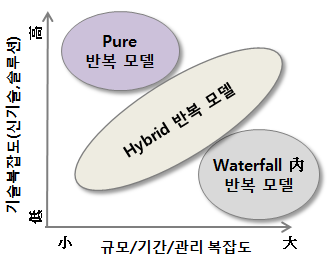 高
Pure
반복 모델
Hybrid 반복 모델
Waterfall 內
반복 모델
기술복잡도(신기술,솔루션)
低
小
규모/기간/관리 복잡도
大